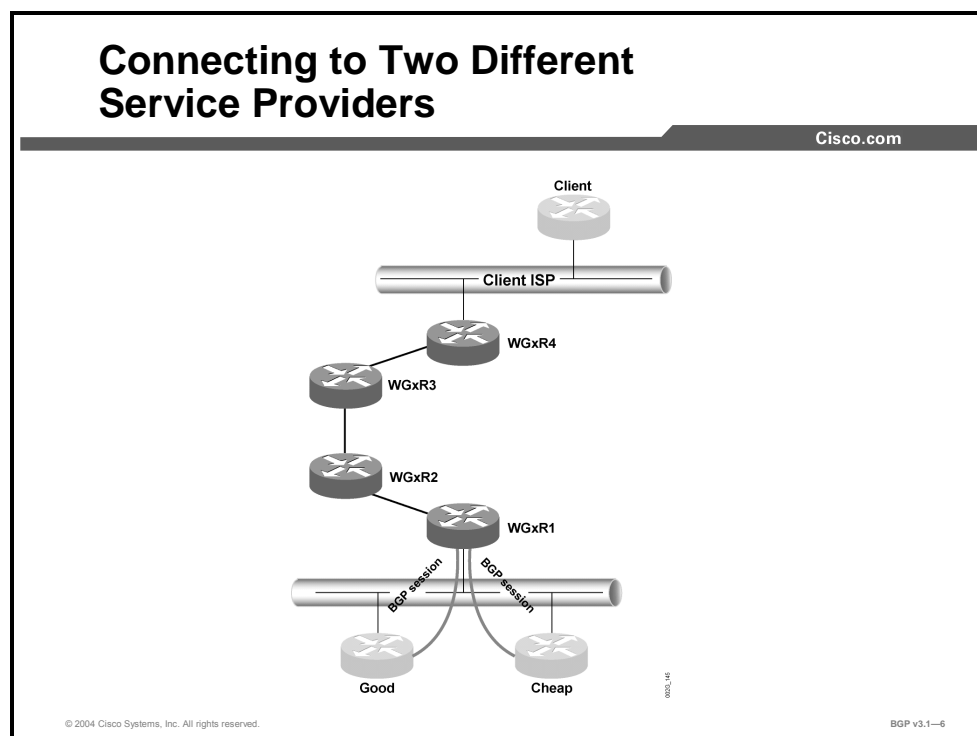 Connecting to Two Different
Service Providers
Cisco.com
Client
Client ISP
WGxR4
WGxR3
WGxR2
WGxR1
BGP session
BGP session
Good
Cheap
002G_145
© 2004 Cisco Systems, Inc. All rights reserved.
BGP v3.1—6